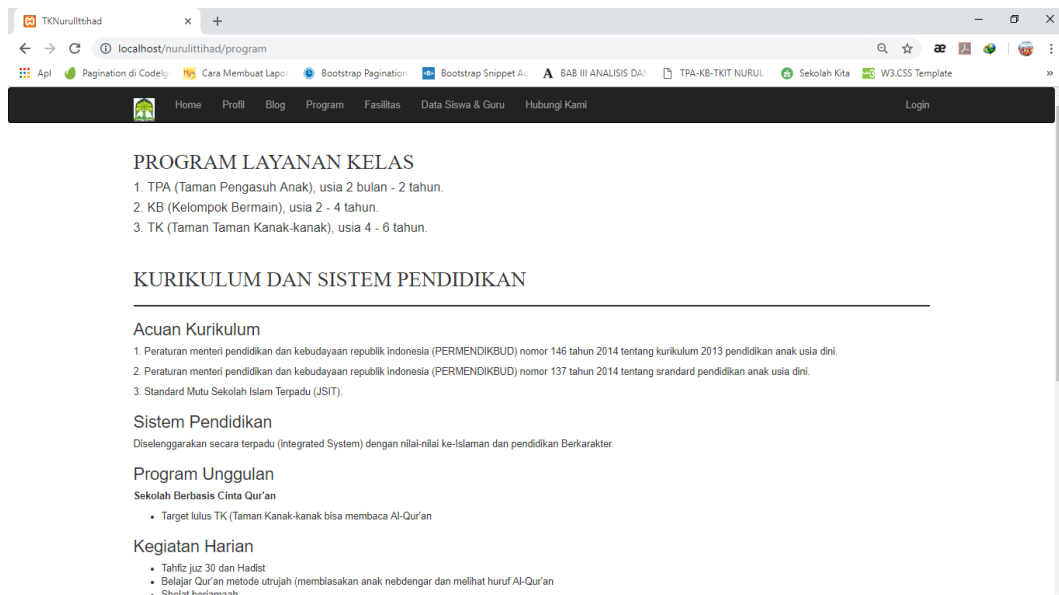 TKNurulIttihad
localhost/nurulittihad/program
Apl Pagination di CodeIg Cara Membuat Lapo Bootstrap Pagination Bootstrap Snippet Ad BAB III ANALISIS DAN TPA-KB-TKIT NURUL Sekolah Kita W3.CSS Template »
Home Profil Blog Program Fasilitas Data Siswa & Guru Hubungi Kami Login
PROGRAM LAYANAN KELAS
1. TPA (Taman Pengasuh Anak), usia 2 bulan - 2 tahun.
2. KB (Kelompok Bermain), usia 2 - 4 tahun.
3. TK (Taman Taman Kanak-kanak), usia 4 - 6 tahun.
KURIKULUM DAN SISTEM PENDIDIKAN
Acuan Kurikulum
1. Peraturan menteri pendidikan dan kebudayaan republik indonesia (PERMENDIKBUD) nomor 146 tahun 2014 tentang kurikulum 2013 pendidikan anak usia dini.
2. Peraturan menteri pendidikan dan kebudayaan republik indonesia (PERMENDIKBUD) nomor 137 tahun 2014 tentang srandard pendidikan anak usia dini.
3. Standard Mutu Sekolah Islam Terpadu (JSIT).
Sistem Pendidikan
Diselenggarakan secara terpadu (integrated System) dengan nilai-nilai ke-Islaman dan pendidikan Berkarakter.
Program Unggulan
Sekolah Berbasis Cinta Qur'an
• Target lulus TK (Taman Kanak-kanak bisa membaca Al-Qur'an
Kegiatan Harian
• Tahfiz juz 30 dan Hadist
• Belajar Qur'an metode utrujah (membiasakan anak nebdengar dan melihat huruf Al-Qur'an
• Sholat berjamaah